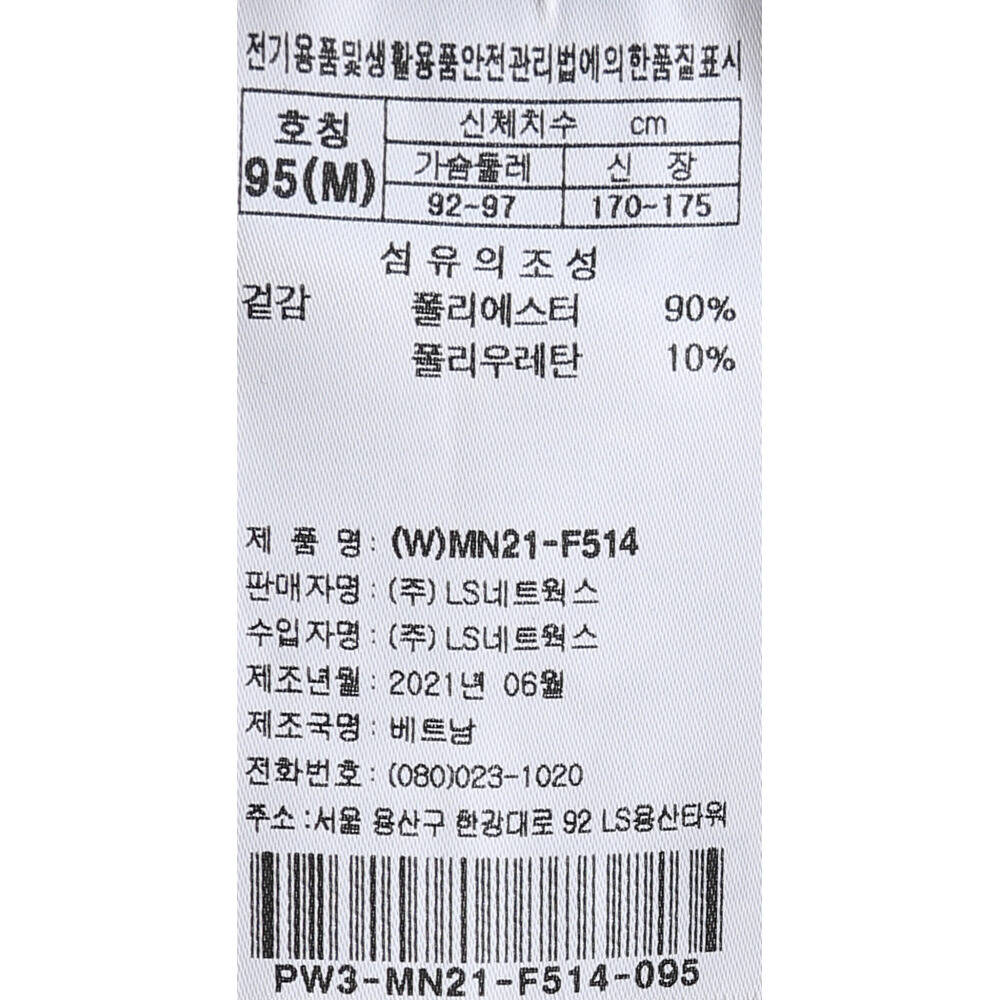 전기용품및생활용품안전관리법에의한품질표시
호칭 신체치수 cm
95(M) 가슴둘레 신 장
92~97 170~175
섬유의조성
겉감 폴리에스터 90%
폴리우레탄 10%
제 품 명 : (W)MN21-F514
판매자명 : (주) LS네트웍스
수입자명 : (주) LS네트웍스
제조년월 : 2021년 06월
제조국명 : 베트남
전화번호 : (080)023-1020
주소 :서울 용산구 한강대로 92 LS용산타워
PW3-MN21-F514-095